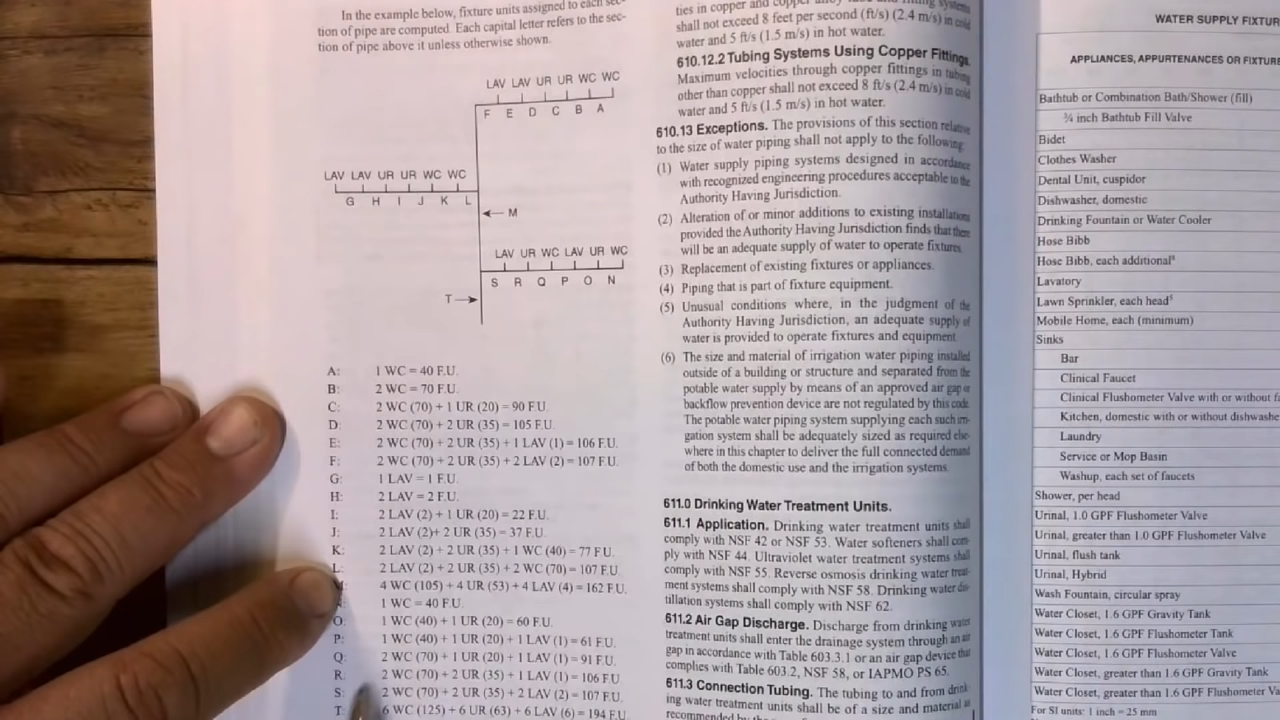 In the example below, fixture units assigned to each sec-
tion of pipe are computed. Each capital letter refers to the sec-
tion of pipe above it unless otherwise shown.
LAV LAV UR UR WC WC
F E D C B A
LAV LAV UR UR WC WC
G H I J K L
M
LAV UR WC LAV UR WC
S R Q P O N
T
A: 1 WC = 40 F.U.
B: 2 WC = 70 F.U.
C: 2 WC (70) + 1 UR (20) = 90 F.U.
D: 2 WC (70) + 2 UR (35) = 105 F.U.
E: 2 WC (70) + 2 UR (35) + 1 LAV (1) = 106 F.U.
F: 2 WC (70) + 2 UR (35) + 2 LAV (2) = 107 F.U.
G: 1 LAV = 1 F.U.
H: 2 LAV = 2 F.U.
I: 2 LAV (2) + 1 UR (20) = 22 F.U.
J: 2 LAV (2)+ 2 UR (35) = 37 F.U.
K: 2 LAV (2) + 2 UR (35) + 1 WC (40) = 77 F.U.
L: 2 LAV (2) + 2 UR (35) + 2 WC (70) = 107 F.U.
4 WC (105) + 4 UR (53) + 4 LAV (4) = 162 F.U.
1 WC = 40 F.U.
O: 1 WC (40) + 1 UR (20) = 60 F.U.
P: 1 WC (40) + 1 UR (20) + 1 LAV (1) = 61 F.U.
Q: 2 WC (70) + 1 UR (20) + 1 LAV (1) = 91 F.U.
R: 2 WC (70) + 2 UR (35) + 1 LAV (1) = 106 F.U.
S: 2 WC (70) + 2 UR (35) + 2 LAV (2) = 107 F.U.
T: 6 WC (125) + 6 UR (63) + 6 LAV (6) = 194 F.U.
ties in copper and copper systems
shall not exceed 8 feet per second (ft/s) (2.4 m/s) in cold
water and 5 ft/s (1.5 m/s) in hot water.
610.12.2 Tubing Systems Using Copper Fittings.
Maximum velocities through copper fittings in tubing
other than copper shall not exceed 8 ft/s (2.4 m/s) in cold
water and 5 ft/s (1.5 m/s) in hot water.
610.13 Exceptions. The provisions of this section relative
to the size of water piping shall not apply to the following:
(1) Water supply piping systems designed in accordance
with recognized engineering procedures acceptable to the
Authority Having Jurisdiction.
(2) Alteration of or minor additions to existing installations
provided the Authority Having Jurisdiction finds that there
will be an adequate supply of water to operate fixtures.
(3) Replacement of existing fixtures or appliances.
(4) Piping that is part of fixture equipment.
(5) Unusual conditions where, in the judgment of the
Authority Having Jurisdiction, an adequate supply of
water is provided to operate fixtures and equipment.
(6) The size and material of irrigation water piping installed
outside of a building or structure and separated from the
potable water supply by means of an approved air gap or
backflow prevention device are not regulated by this code.
The potable water piping system supplying each such irri-
gation system shall be adequately sized as required else-
where in this chapter to deliver the full connected demand
of both the domestic use and the irrigation systems.
611.0 Drinking Water Treatment Units.
611.1 Application. Drinking water treatment units shall
comply with NSF 42 or NSF 53. Water softeners shall com-
ply with NSF 44. Ultraviolet water treatment systems shall
comply with NSF 55. Reverse osmosis drinking water treat-
ment systems shall comply with NSF 58. Drinking water dis-
tillation systems shall comply with NSF 62.
611.2 Air Gap Discharge. Discharge from drinking water
treatment units shall enter the drainage system through an air
gap in accordance with Table 603.3.1 or an air gap device that
complies with Table 603.2, NSF 58, or IAPMO PS 65.
611.3 Connection Tubing. The tubing to and from drink-
ing water treatment units shall be of a size and material as
recommended by the
WATER SUPPLY FIXTUR
APPLIANCES, APPURTENANCES OR FIXTURE
Bathtub or Combination Bath/Shower (fill)
¾ inch Bathtub Fill Valve
Bidet
Clothes Washer
Dental Unit, cuspidor
Dishwasher, domestic
Drinking Fountain or Water Cooler
Hose Bibb
Hose Bibb, each additional⁸
Lavatory
Lawn Sprinkler, each head⁵
Mobile Home, each (minimum)
Sinks
Bar
Clinical Faucet
Clinical Flushometer Valve with or without fa
Kitchen, domestic with or without dishwashe
Laundry
Service or Mop Basin
Washup, each set of faucets
Shower, per head
Urinal, 1.0 GPF Flushometer Valve
Urinal, greater than 1.0 GPF Flushometer Valve
Urinal, flush tank
Urinal, Hybrid
Wash Fountain, circular spray
Water Closet, 1.6 GPF Gravity Tank
Water Closet, 1.6 GPF Flushometer Tank
Water Closet, 1.6 GPF Flushometer Valve
Water Closet, greater than 1.6 GPF Gravity Tank
Water Closet, greater than 1.6 GPF Flushometer Va
For SI units: 1 inch = 25 mm